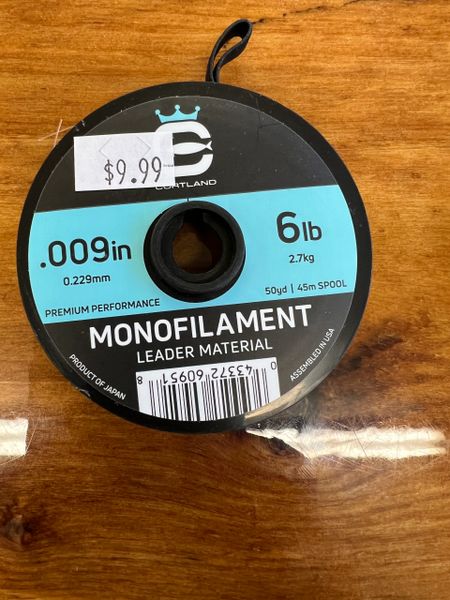 $9.99
CORTLAND
.009in
0.229mm
6lb
2.7kg
50yd | 45m SPOOL
PREMIUM PERFORMANCE
MONOFILAMENT
LEADER MATERIAL
PRODUCT OF JAPAN
ASSEMBLED IN USA
0 43372 60951 8